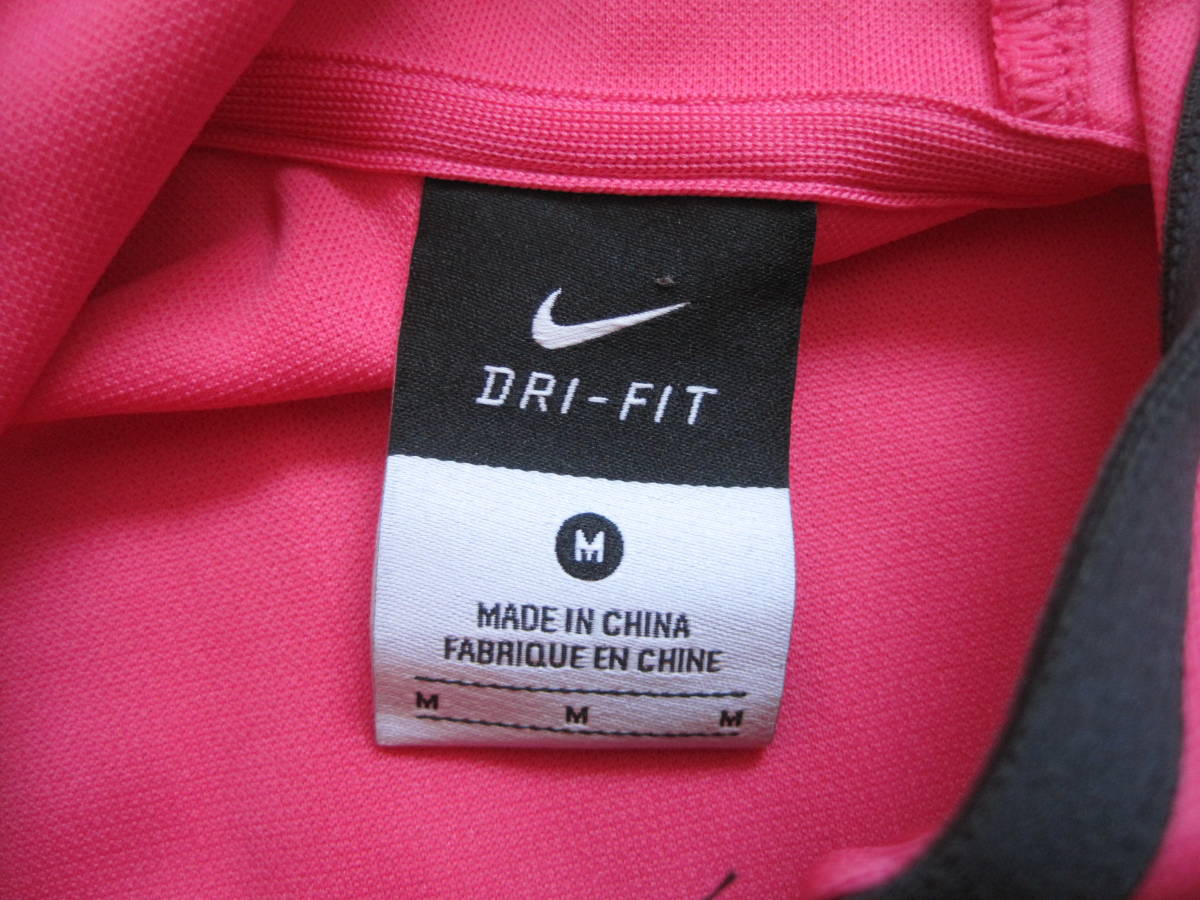 DRI-FIT
M
MADE IN CHINA
FABRIQUE EN CHINE
M M M